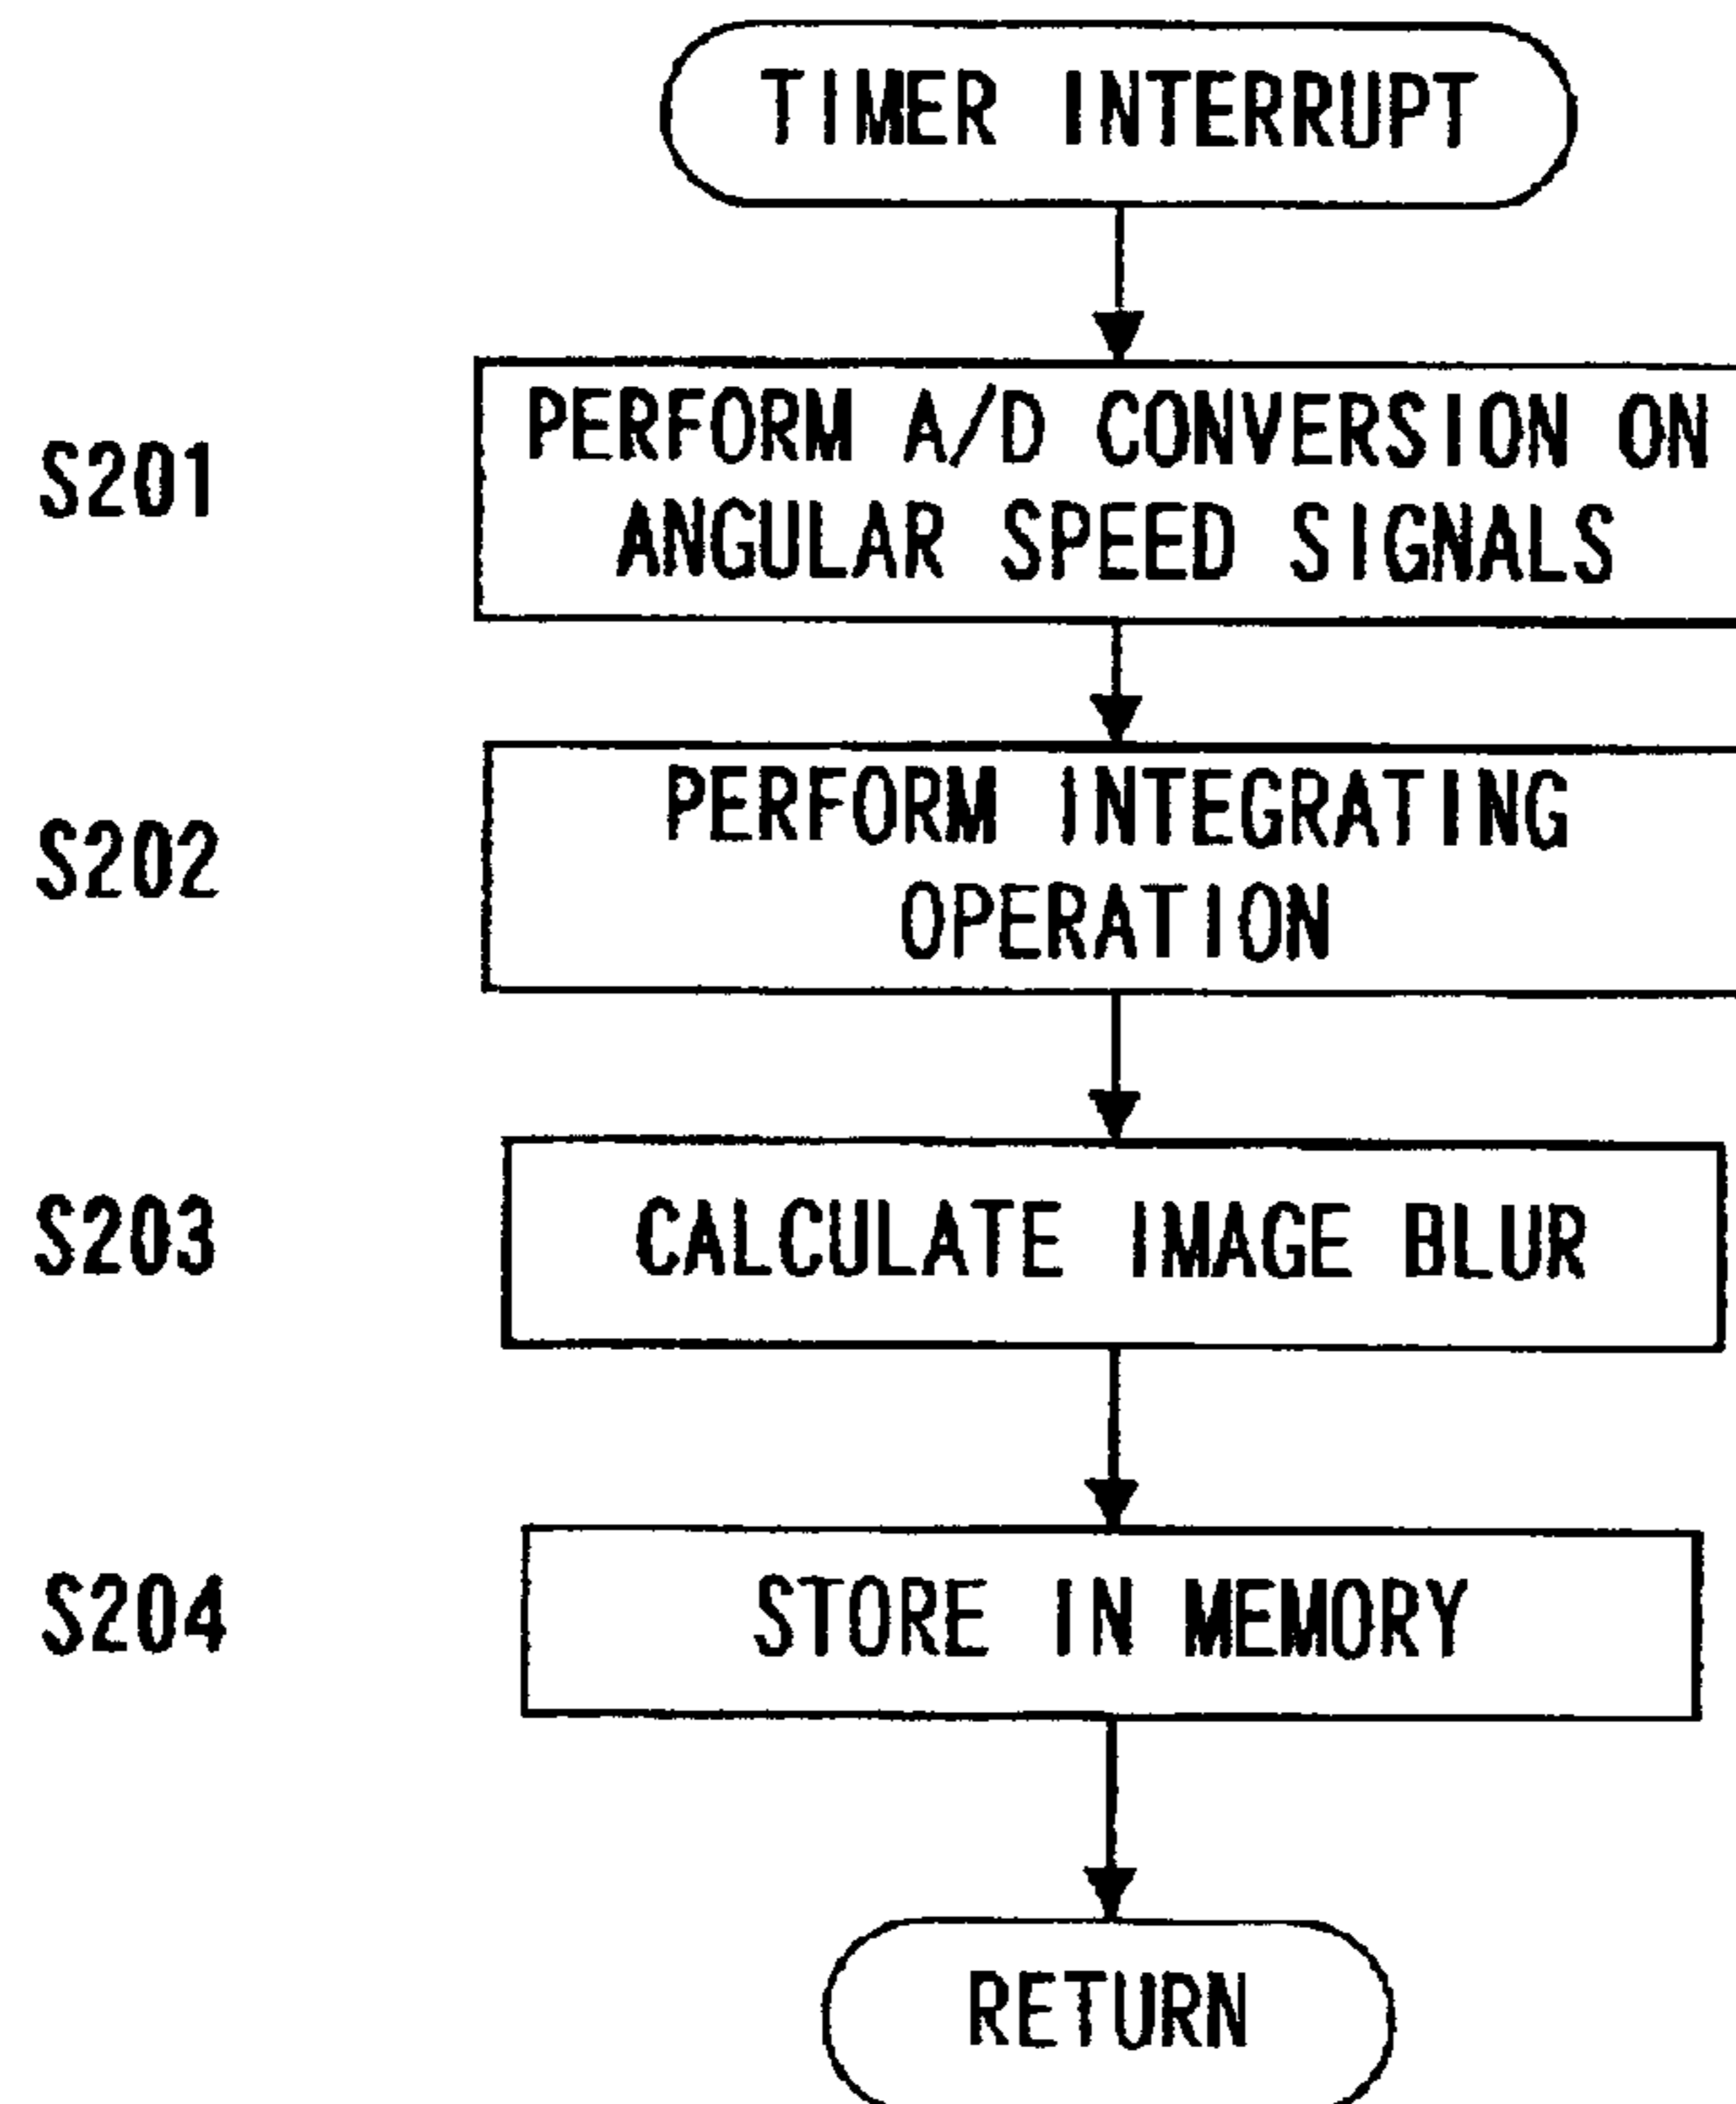 TIMER INTERRUPT
S201
PERFORM A/D CONVERSION ON
ANGULAR SPEED SIGNALS
S202
PERFORM INTEGRATING
OPERATION
S203
CALCULATE IMAGE BLUR
S204
STORE IN MEMORY
RETURN